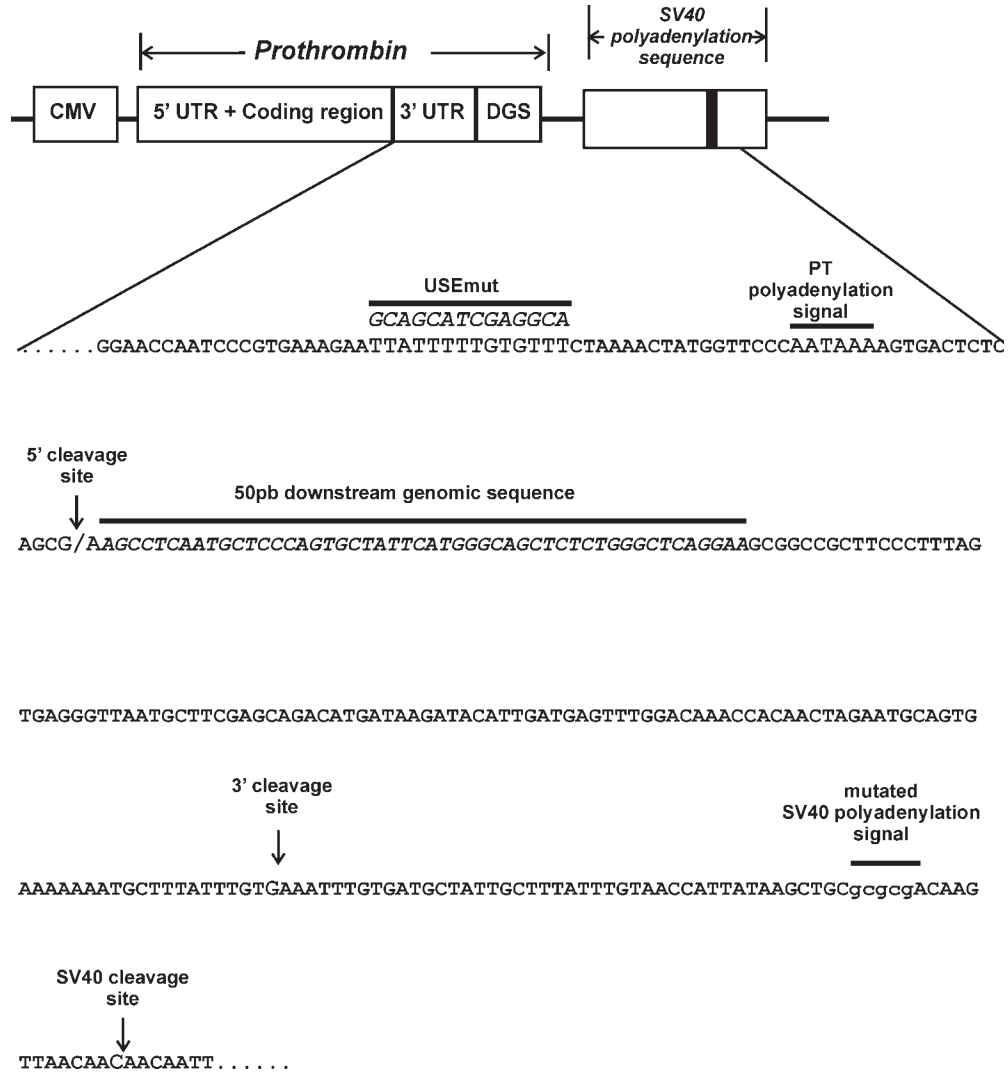 Prothrombin
SV40
polyadenylation
sequence
CMV
5' UTR + Coding region
3' UTR
DGS
USEmut
GCAGCATCGAGGCA
PT
polyadenylation
signal
......GGAACCAATCCCGTGAAAGAATTATTTTTGTGTTTCTAAAACTATGGTTCCCAATAAAAGTGACTCTC
5' cleavage
site
50pb downstream genomic sequence
AGCG/AAGCCTCAATGCTCCCAGTGCTATTCATGGGCAGCTCTCTGGGCTCAGGAAGCGGCCGCTTCCCTTTAG
TGAGGGTTAATGCTTCGAGCAGACATGATAAGATACATTGATGAGTTTGGACAAACCACAACTAGAATGCAGTG
3' cleavage
site
mutated
SV40 polyadenylation
signal
AAAAAAATGCTTTATTTGTGAAATTTGTGATGCTATTGCTTTATTTGTAACCATTATAAGCTGCgcgcgACAAG
SV40 cleavage
site
TTAACAACAACAATT......